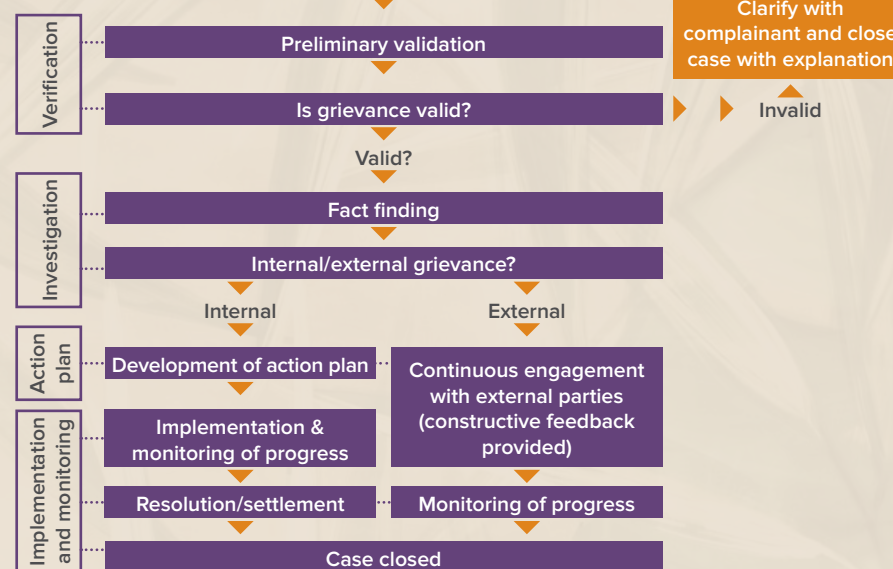 Clarify with
complainant and close
case with explanation
Verification
Preliminary validation
Is grievance valid?
Invalid
Valid?
Investigation
Fact finding
Internal/external grievance?
Internal
External
Action
plan
Development of action plan
Continuous engagement
with external parties
(constructive feedback
provided)
Implementation
and monitoring
Implementation &
monitoring of progress
Resolution/settlement
Monitoring of progress
Case closed